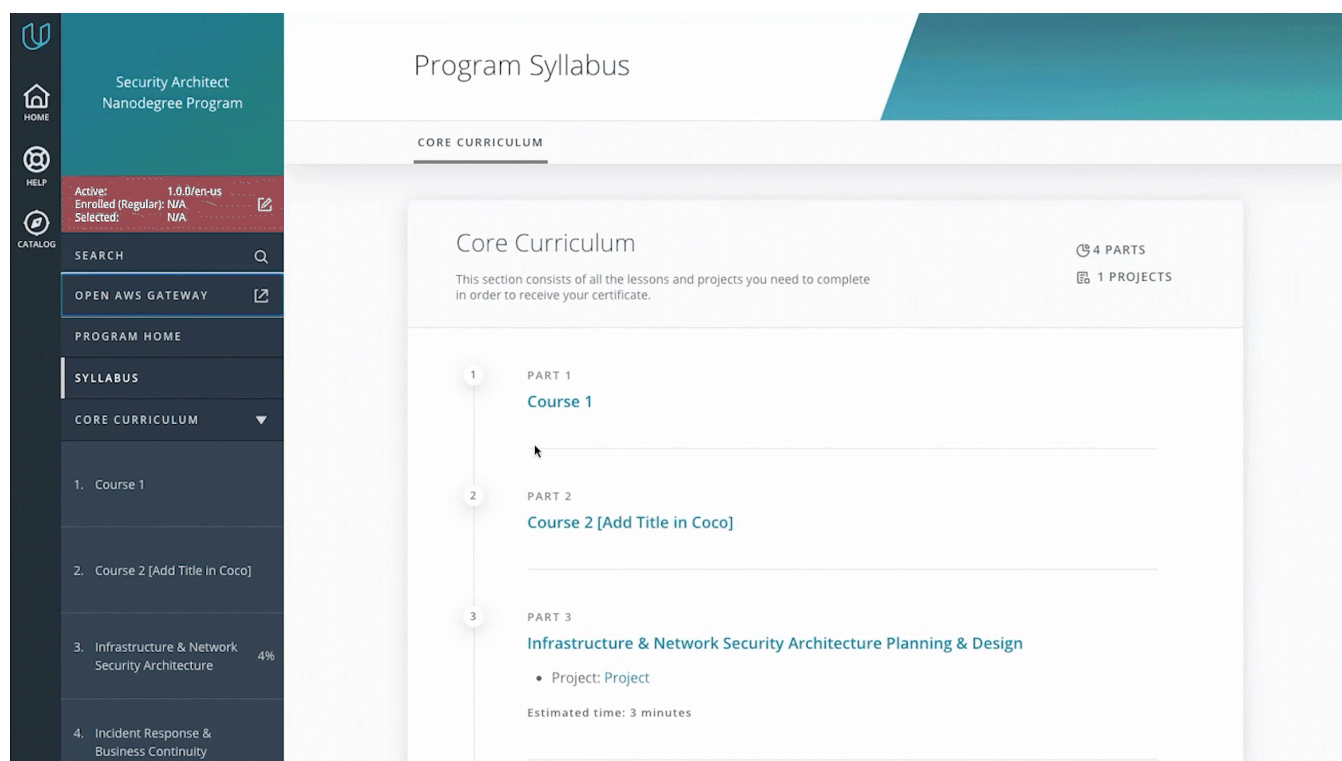 Security Architect
Nanodegree Program
HOME
HELP
CATALOG
Active: 1.0.0/en-us
Enrolled (Regular): N/A
Selected: N/A
SEARCH
OPEN AWS GATEWAY
PROGRAM HOME
SYLLABUS
CORE CURRICULUM
1. Course 1
2. Course 2 [Add Title in Coco]
3. Infrastructure & Network
Security Architecture
4%
4. Incident Response &
Business Continuity
Program Syllabus
CORE CURRICULUM
Core Curriculum
This section consists of all the lessons and projects you need to complete
in order to receive your certificate.
4 PARTS
1 PROJECTS
1
PART 1
Course 1
2
PART 2
Course 2 [Add Title in Coco]
3
PART 3
Infrastructure & Network Security Architecture Planning & Design
• Project: Project
Estimated time: 3 minutes